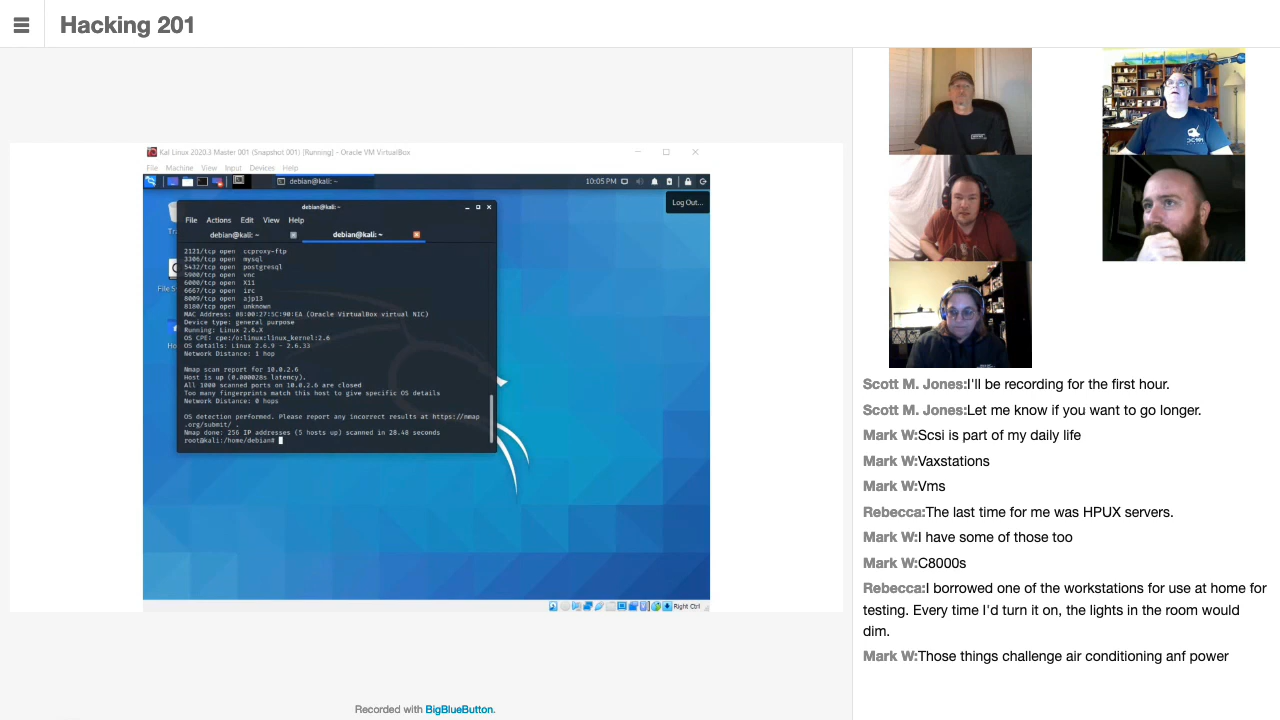 Hacking 201
Kali Linux 2020.3 Master 001 (Snapshot 001) [Running] - Oracle VM VirtualBox
File Machine View Input Devices Help
debian@kali: ~
10:05 PM
Log Out...
debian@kali: ~
File Actions Edit View Help
debian@kali: ~
debian@kali: ~
2121/tcp open ccproxy-ftp
3306/tcp open mysql
5432/tcp open postgresql
5900/tcp open vnc
6000/tcp open X11
6667/tcp open irc
8009/tcp open ajp13
8180/tcp open unknown
MAC Address: 08:00:27:5C:90:EA (Oracle VirtualBox virtual NIC)
Device type: general purpose
Running: Linux 2.6.X
OS CPE: cpe:/o:linux:linux_kernel:2.6
OS details: Linux 2.6.9 - 2.6.33
Network Distance: 1 hop
Nmap scan report for 10.0.2.6
Host is up (0.000028s latency).
All 1000 scanned ports on 10.0.2.6 are closed
Too many fingerprints match this host to give specific OS details
Network Distance: 0 hops
OS detection performed. Please report any incorrect results at https://nmap
.org/submit/ .
Nmap done: 256 IP addresses (5 hosts up) scanned in 28.48 seconds
root@kali:/home/debian#
Tra
File S
Ho
Right Ctrl
Recorded with BigBlueButton.
Scott M. Jones:I'll be recording for the first hour.
Scott M. Jones:Let me know if you want to go longer.
Mark W:Scsi is part of my daily life
Mark W:Vaxstations
Mark W:Vms
Rebecca:The last time for me was HPUX servers.
Mark W:I have some of those too
Mark W:C8000s
Rebecca:I borrowed one of the workstations for use at home for
testing. Every time I'd turn it on, the lights in the room would
dim.
Mark W:Those things challenge air conditioning anf power